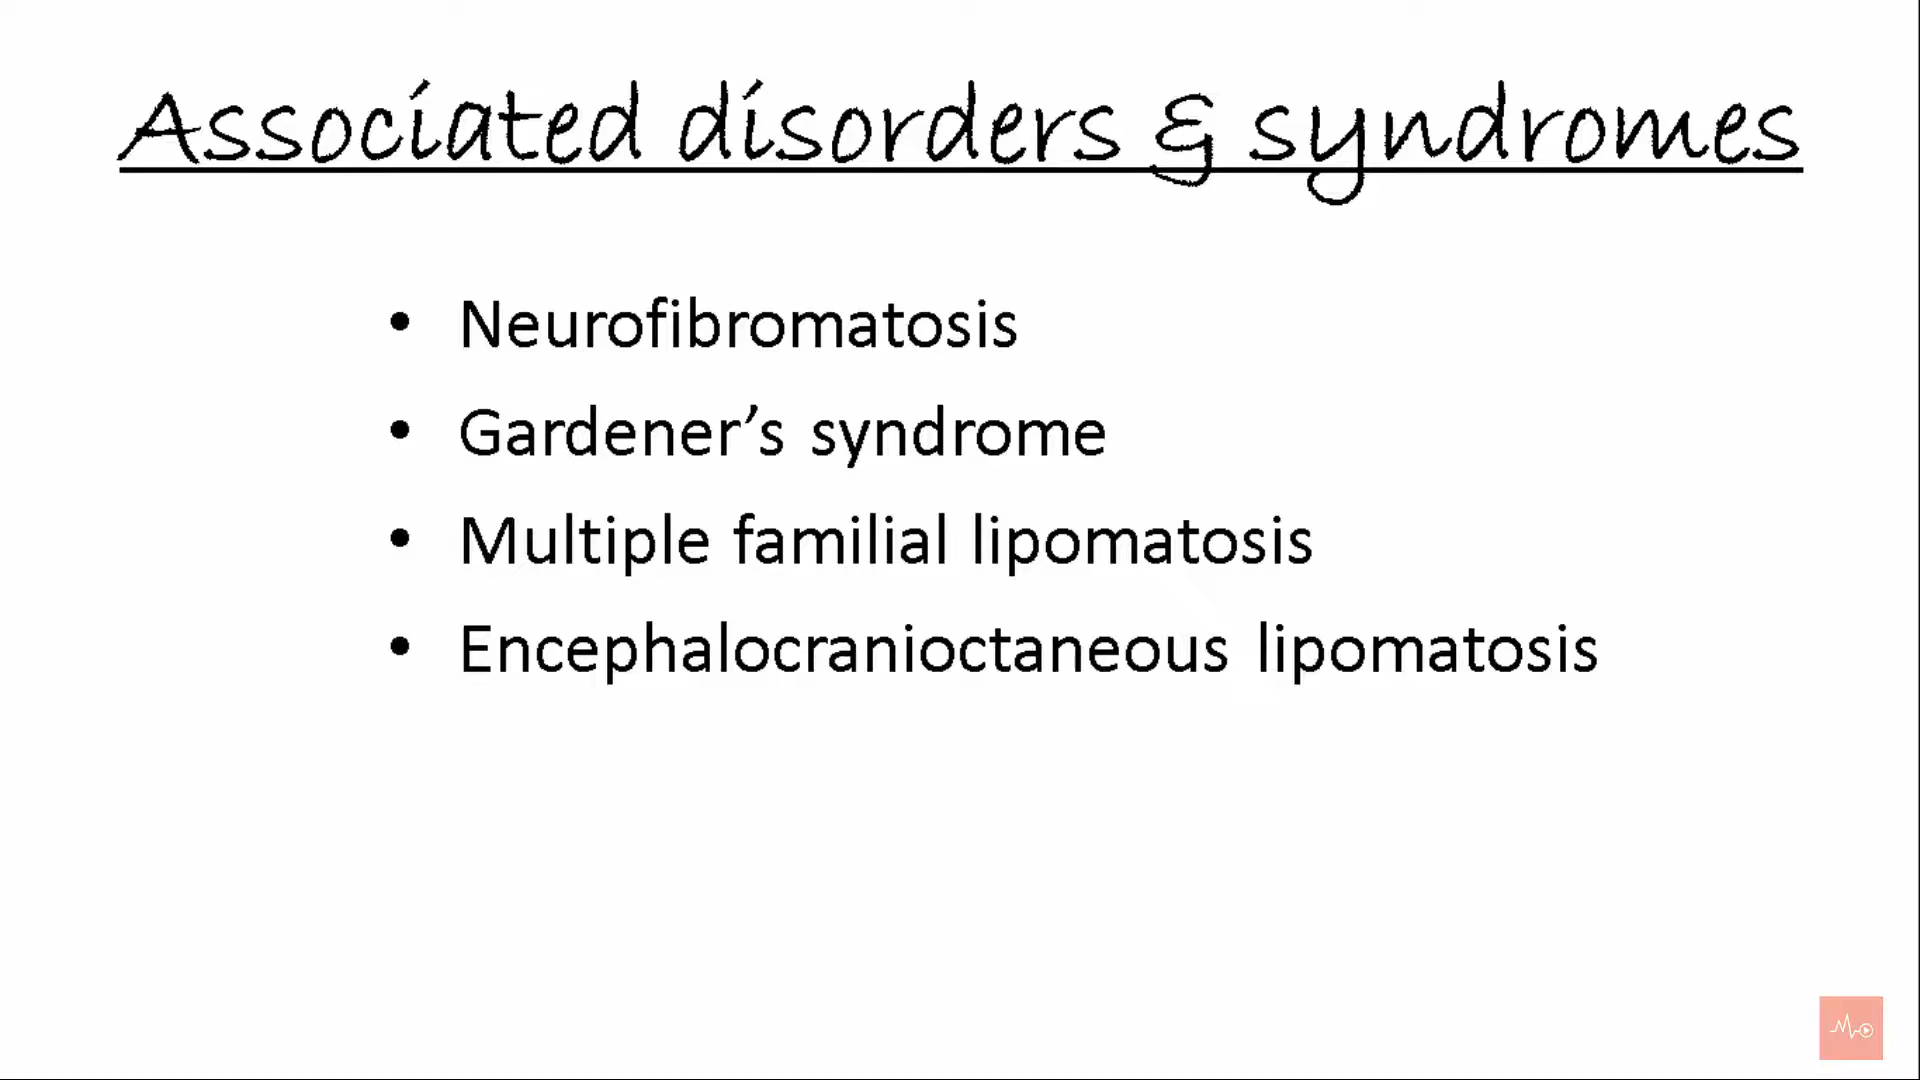 Associated disorders & syndromes
• Neurofibromatosis
• Gardener’s syndrome
• Multiple familial lipomatosis
• Encephalocranioctaneous lipomatosis